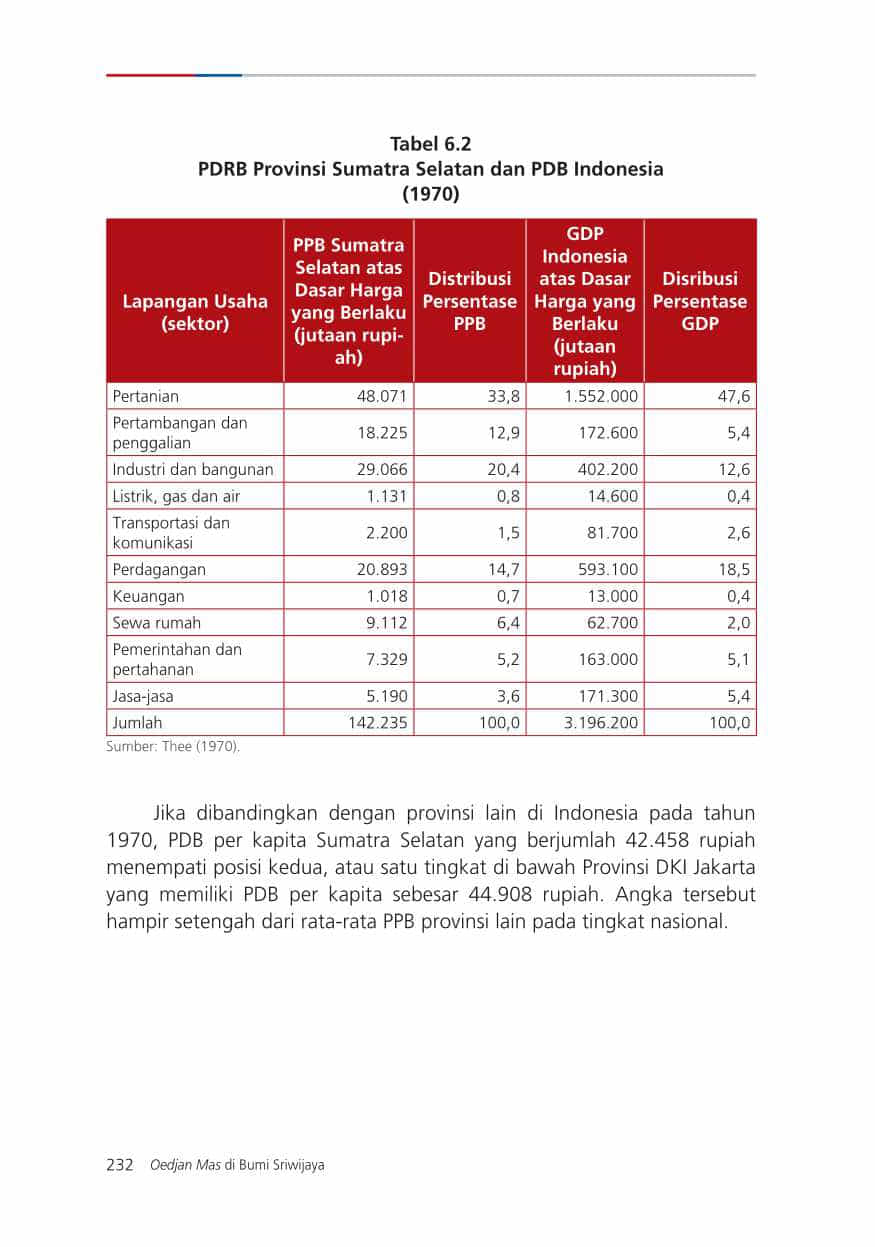 Tabel 6.2
PDRB Provinsi Sumatra Selatan dan PDB Indonesia
(1970)
Lapangan Usaha
(sektor)
PPB Sumatra
Selatan atas
Dasar Harga
yang Berlaku
(jutaan rupi-
ah)
Distribusi
Persentase
PPB
GDP
Indonesia
atas Dasar
Harga yang
Berlaku
(jutaan
rupiah)
Disribusi
Persentase
GDP
Pertanian 48.071 33,8 1.552.000 47,6
Pertambangan dan
penggalian 18.225 12,9 172.600 5,4
Industri dan bangunan 29.066 20,4 402.200 12,6
Listrik, gas dan air 1.131 0,8 14.600 0,4
Transportasi dan
komunikasi 2.200 1,5 81.700 2,6
Perdagangan 20.893 14,7 593.100 18,5
Keuangan 1.018 0,7 13.000 0,4
Sewa rumah 9.112 6,4 62.700 2,0
Pemerintahan dan
pertahanan 7.329 5,2 163.000 5,1
Jasa-jasa 5.190 3,6 171.300 5,4
Jumlah 142.235 100,0 3.196.200 100,0
Sumber: Thee (1970).
Jika dibandingkan dengan provinsi lain di Indonesia pada tahun
1970, PDB per kapita Sumatra Selatan yang berjumlah 42.458 rupiah
menempati posisi kedua, atau satu tingkat di bawah Provinsi DKI Jakarta
yang memiliki PDB per kapita sebesar 44.908 rupiah. Angka tersebut
hampir setengah dari rata-rata PPB provinsi lain pada tingkat nasional.
232 Oedjan Mas di Bumi Sriwijaya